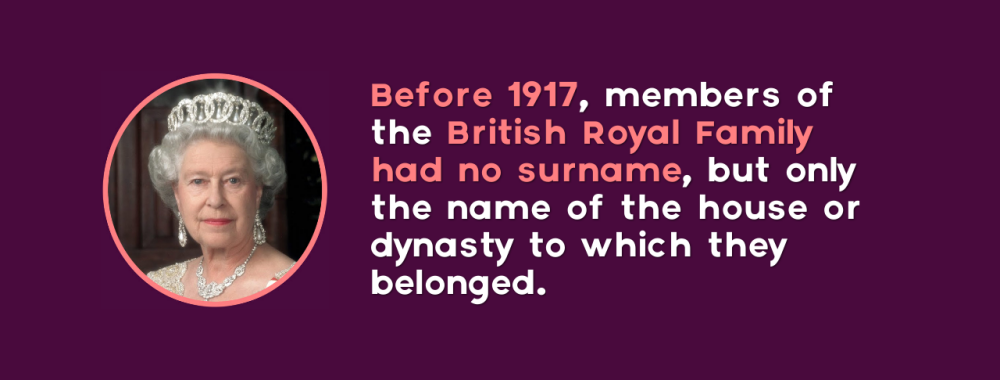 Before 1917, members of
the British Royal Family
had no surname, but only
the name of the house or
dynasty to which they
belonged.